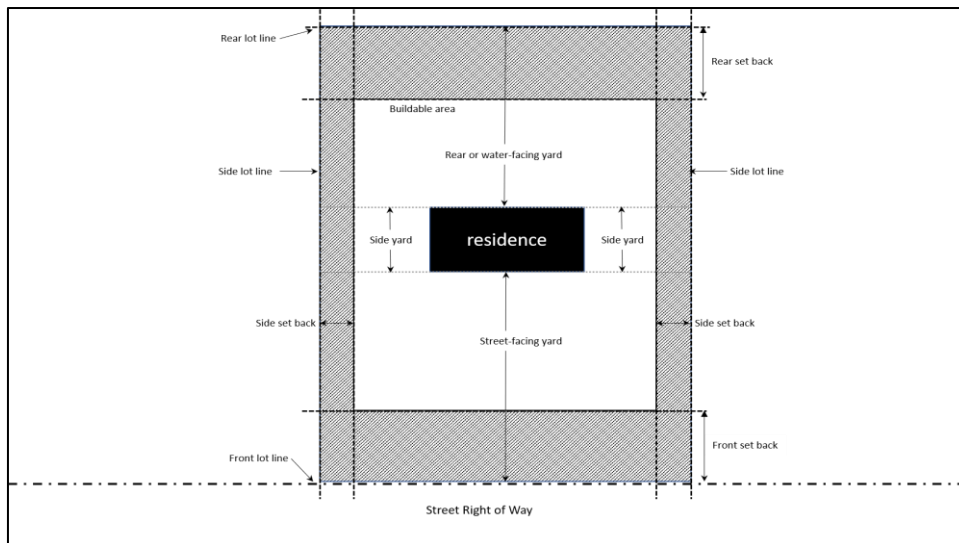 Rear lot line
Rear set back
Buildable area
Rear or water-facing yard
Side lot line
Side lot line
Side yard
residence
Side yard
Side set back
Side set back
Street-facing yard
Front set back
Front lot line
Street Right of Way